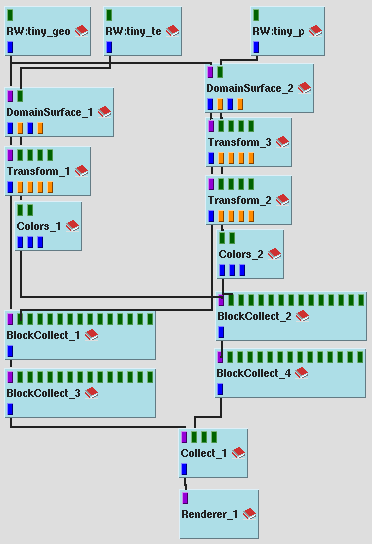 RW:tiny_geo
RW:tiny_te
RW:tiny_p
DomainSurface_1
DomainSurface_2
Transform_1
Transform_3
Transform_2
Colors_1
Colors_2
BlockCollect_1
BlockCollect_2
BlockCollect_3
BlockCollect_4
Collect_1
Renderer_1